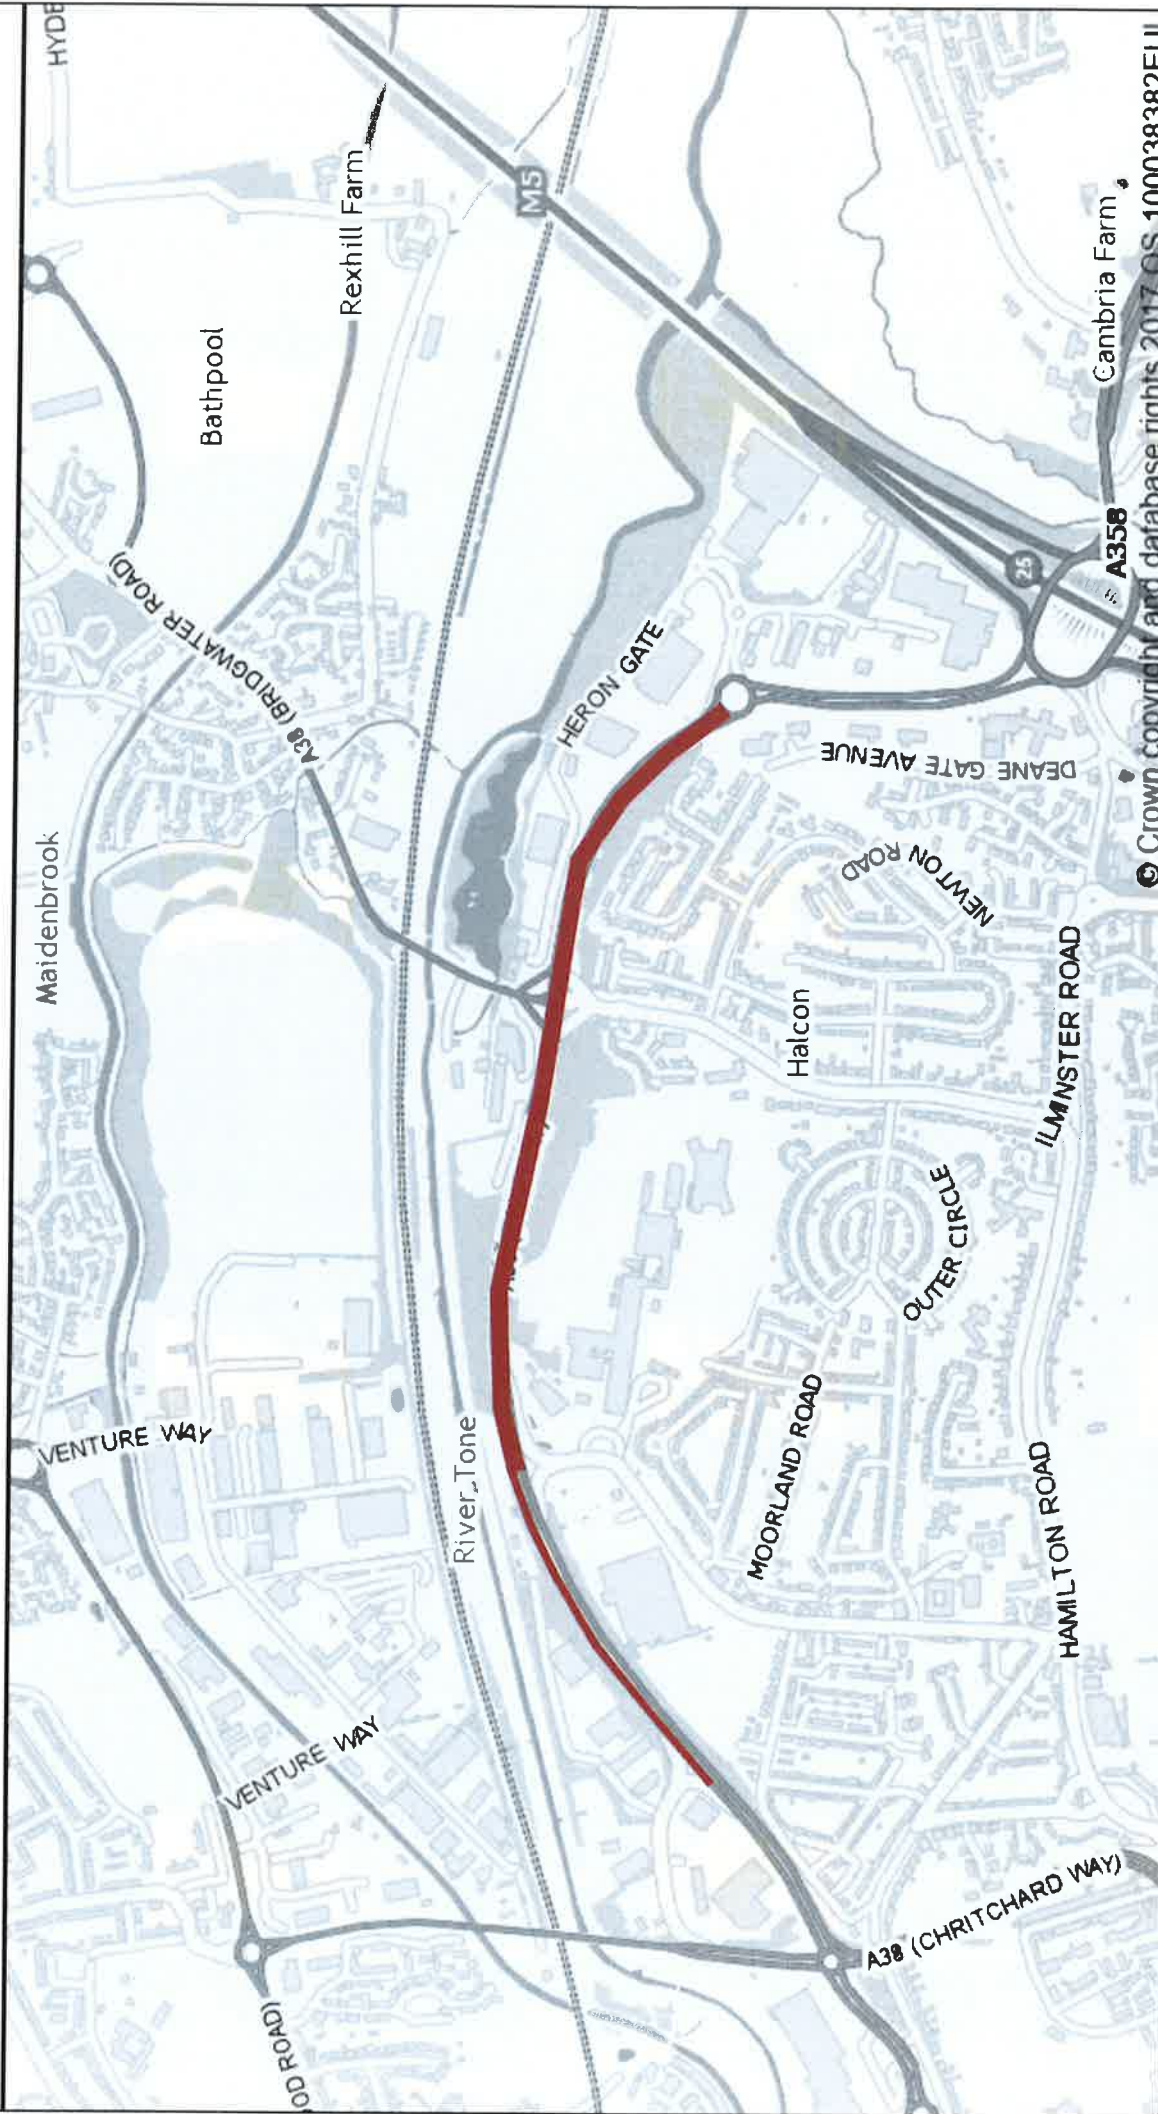 HYDE
Rexhill Farm
M5
Bathpool
A38 (BRIDGWATER ROAD)
Maidenbrook
HERON GATE
25
A358
Cambria Farm
DEANE GATE AVENUE
NEWTON ROAD
Halcon
ILMINSTER ROAD
OUTER CIRCLE
VENTURE WAY
River Tone
MOORLAND ROAD
HAMILTON ROAD
VENTURE WAY
OD ROAD)
A38 (CHRITCHARD WAY)
© Crown copyright and database rights 2017 OS 100038382